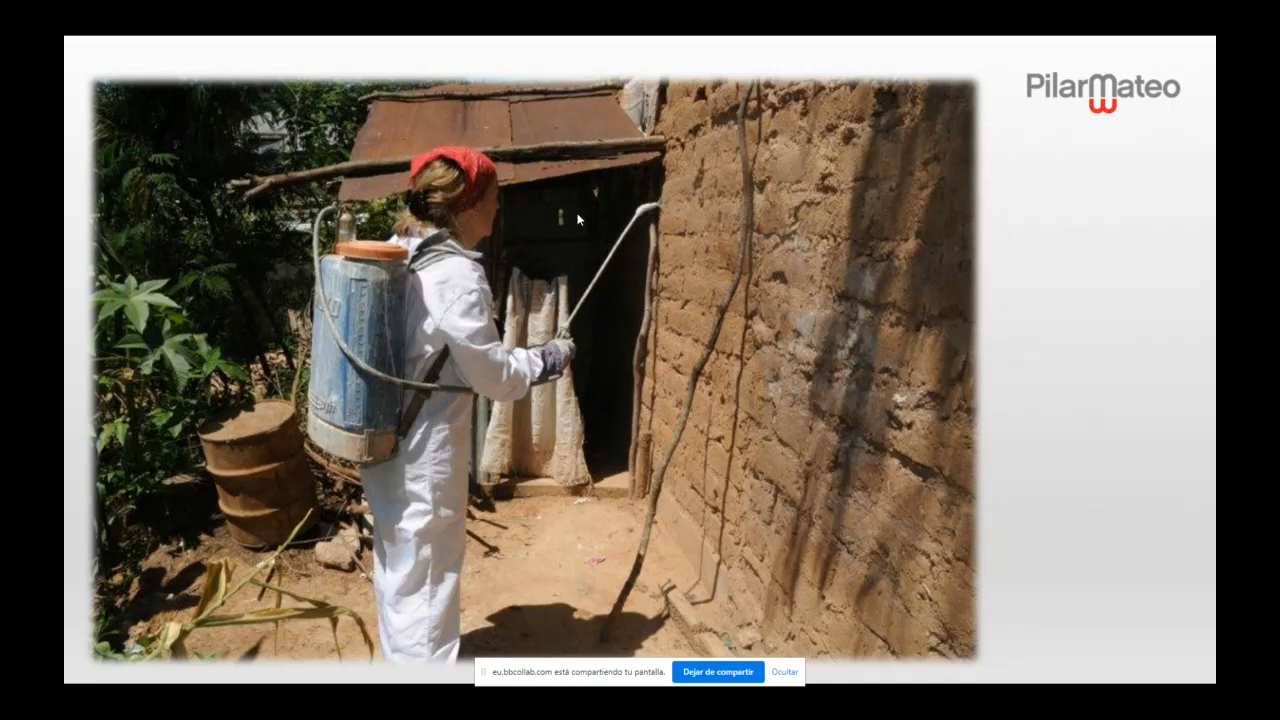 PilarMateo
eu.bbcollab.com está compartiendo tu pantalla.
Dejar de compartir
Ocultar